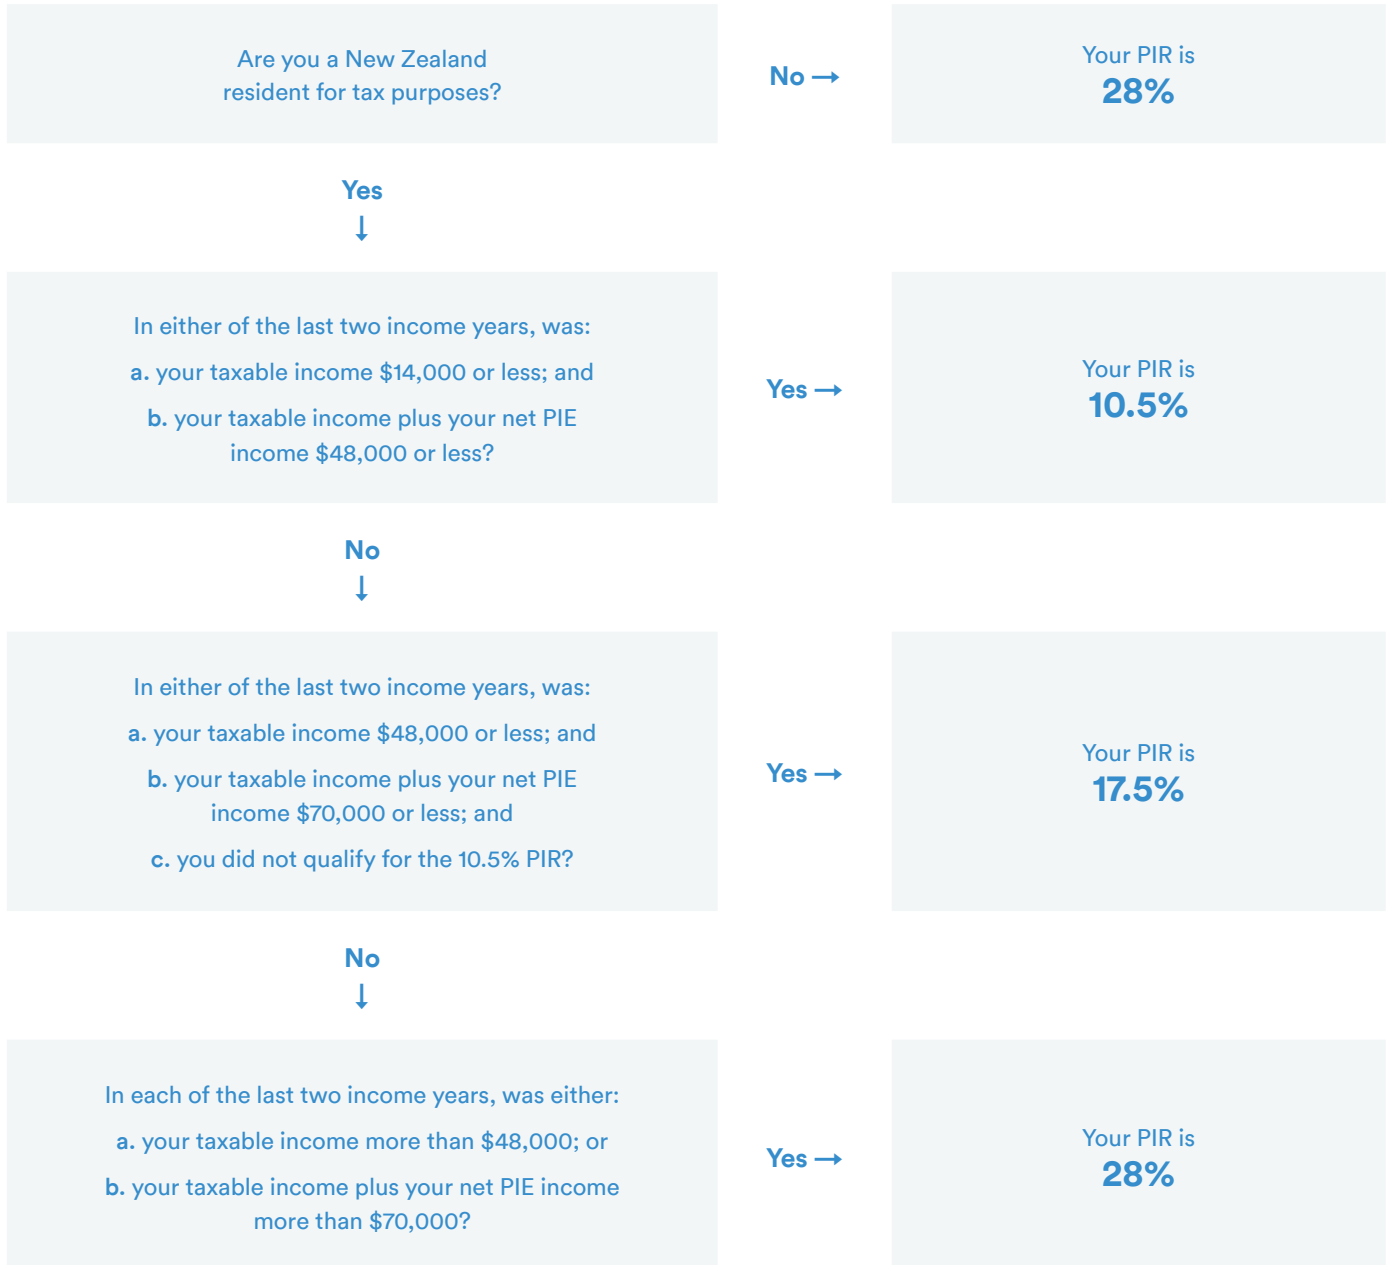 Are you a New Zealand
resident for tax purposes?
No →
Your PIR is
28%
Yes
↓
In either of the last two income years, was:
a. your taxable income $14,000 or less; and
b. your taxable income plus your net PIE
income $48,000 or less?
Yes →
Your PIR is
10.5%
No
↓
In either of the last two income years, was:
a. your taxable income $48,000 or less; and
b. your taxable income plus your net PIE
income $70,000 or less; and
c. you did not qualify for the 10.5% PIR?
Yes →
Your PIR is
17.5%
No
↓
In each of the last two income years, was either:
a. your taxable income more than $48,000; or
b. your taxable income plus your net PIE income
more than $70,000?
Yes →
Your PIR is
28%